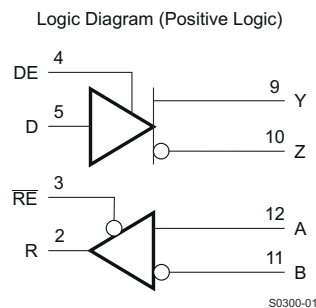 Logic Diagram (Positive Logic)
DE 4
D 5
9 Y
10 Z
RE 3
R 2
12 A
11 B
S0300-01